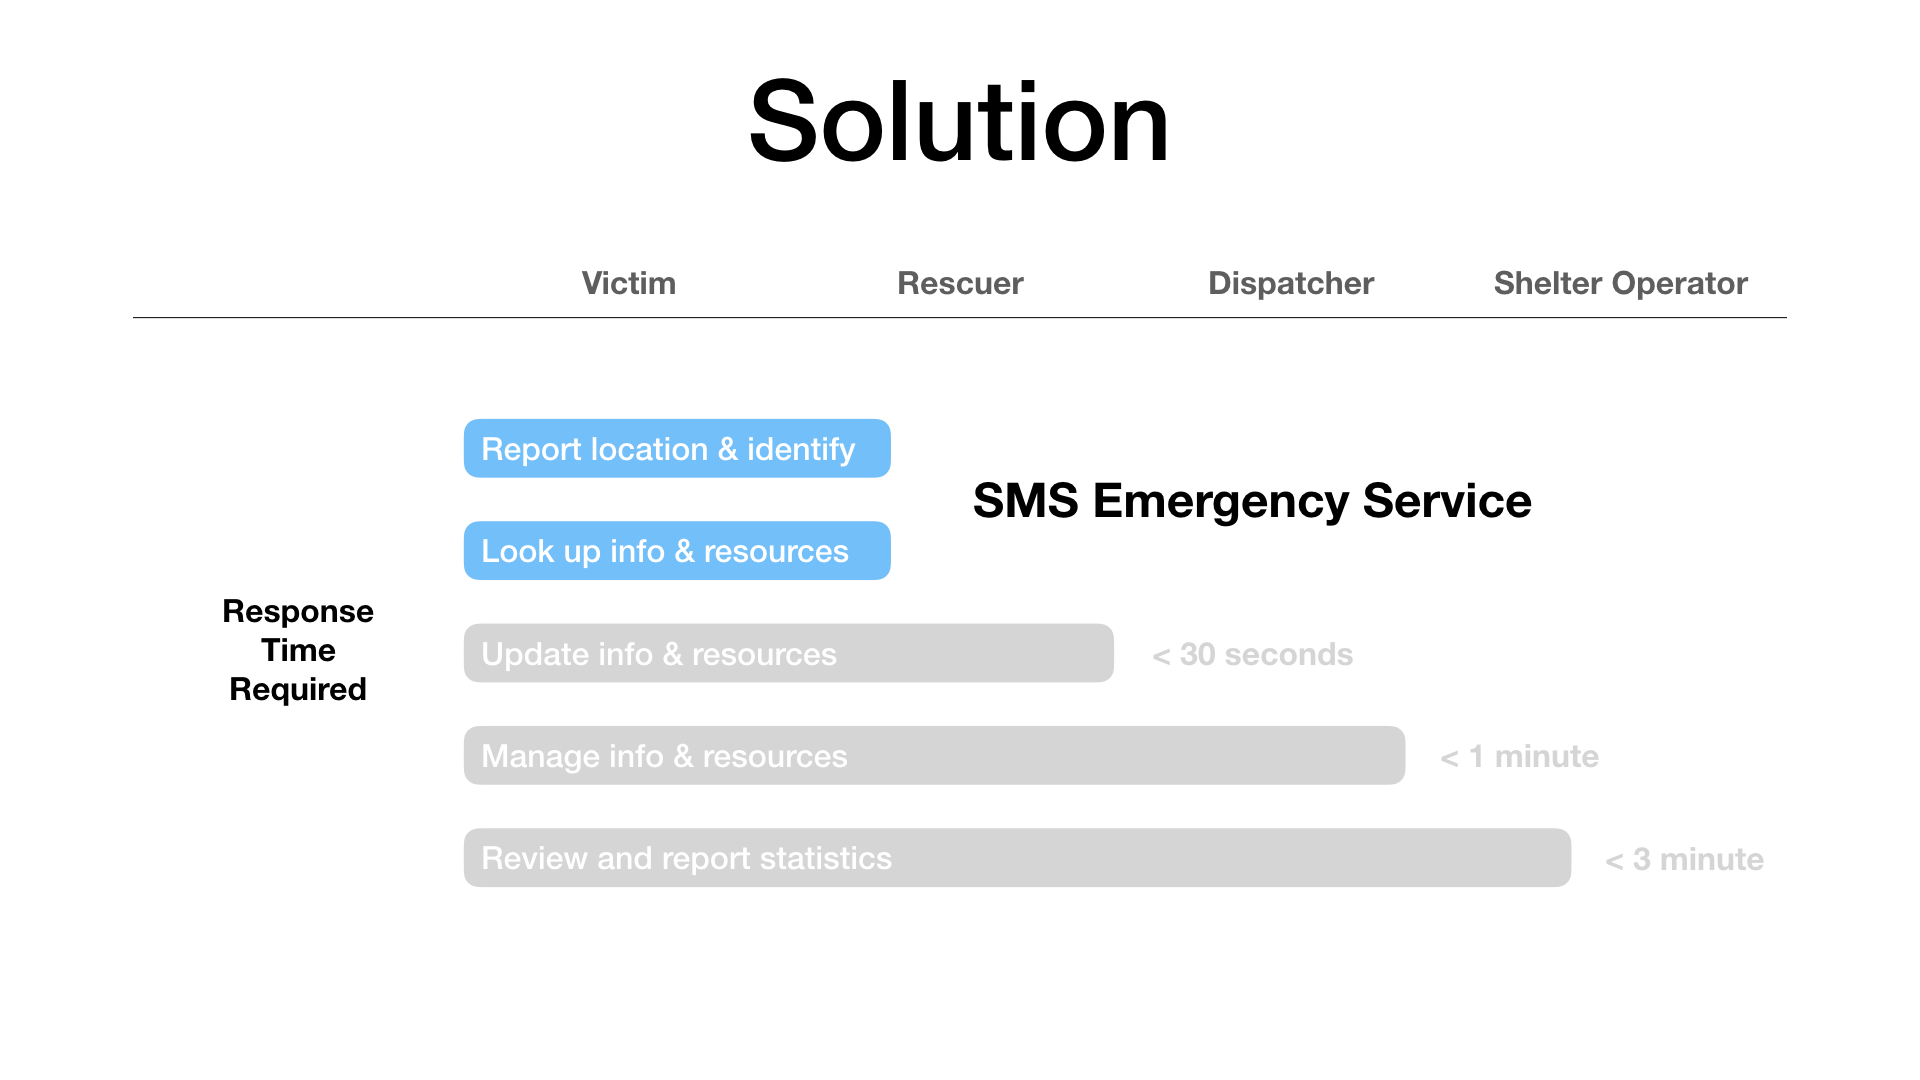 Solution
Victim Rescuer Dispatcher Shelter Operator
Report location & identify
SMS Emergency Service
Look up info & resources
Response
Time
Required
Update info & resources < 30 seconds
Manage info & resources < 1 minute
Review and report statistics < 3 minute